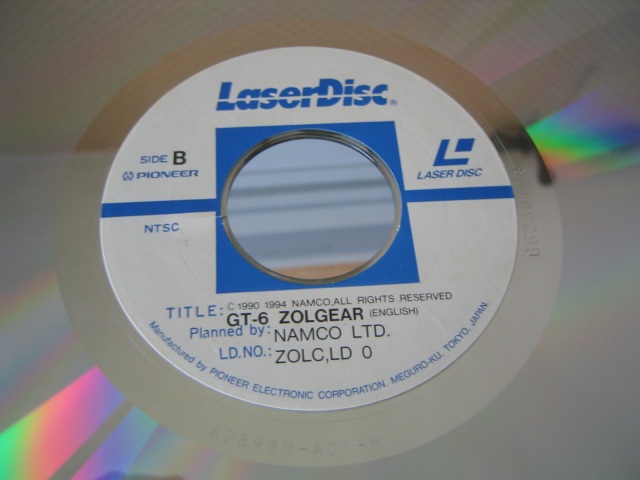 LaserDisc®
SIDE B
PIONEER
LASER DISC
NTSC
TITLE: © 1990 1994 NAMCO,ALL RIGHTS RESERVED
GT-6 ZOLGEAR (ENGLISH)
Planned by: NAMCO LTD.
LD.NO.: ZOLC,LD 0
Manufactured by PIONEER ELECTRONIC CORPORATION. MEGURO-KU, TOKYO, JAPAN.